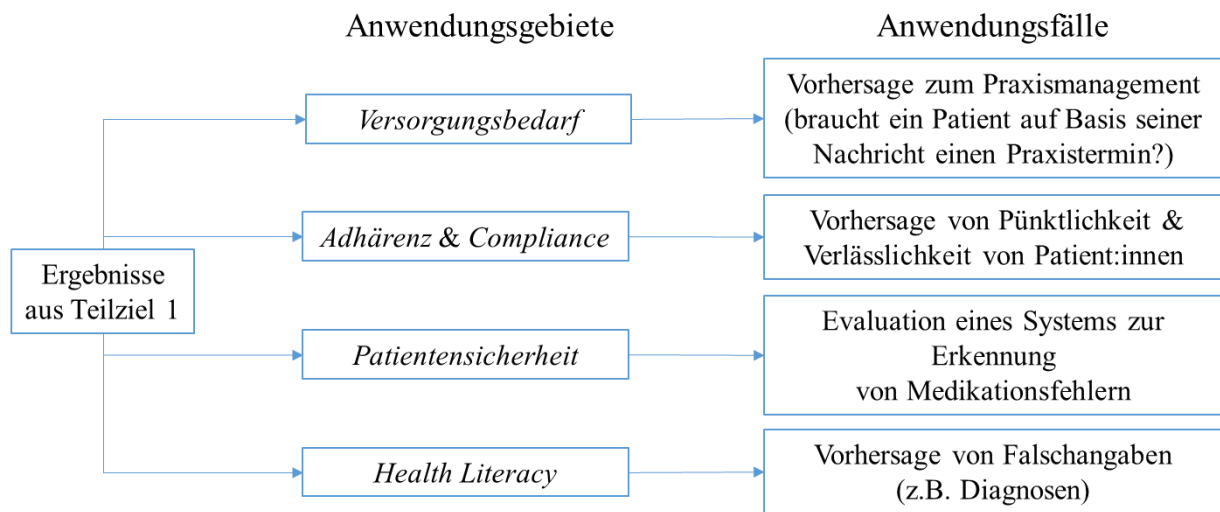 Anwendungsgebiete
Anwendungsfälle
Versorgungsbedarf
Vorhersage zum Praxismanagement
(braucht ein Patient auf Basis seiner
Nachricht einen Praxistermin?)
Adhärenz & Compliance
Vorhersage von Pünktlichkeit &
Verlässlichkeit von Patient:innen
Ergebnisse
aus Teilziel 1
Patientensicherheit
Evaluation eines Systems zur
Erkennung
von Medikationsfehlern
Health Literacy
Vorhersage von Falschangaben
(z.B. Diagnosen)